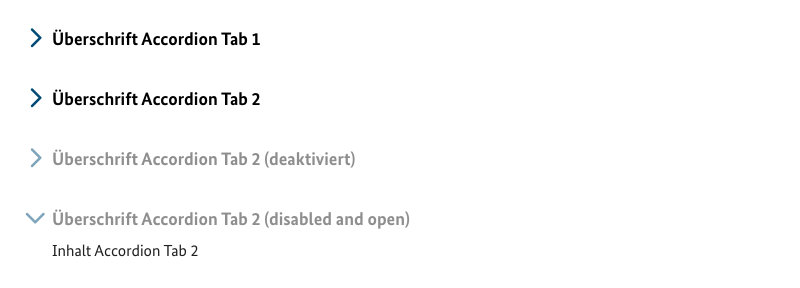 Überschrift Accordion Tab 1
Überschrift Accordion Tab 2
Überschrift Accordion Tab 2 (deaktiviert)
Überschrift Accordion Tab 2 (disabled and open)
Inhalt Accordion Tab 2